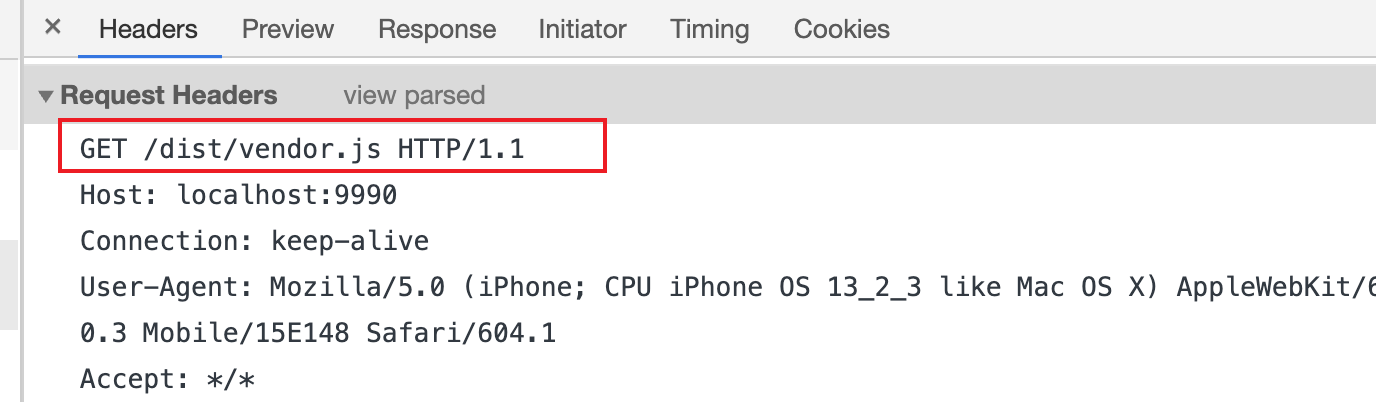 × Headers Preview Response Initiator Timing Cookies
▼ Request Headers view parsed
GET /dist/vendor.js HTTP/1.1
Host: localhost:9990
Connection: keep-alive
User-Agent: Mozilla/5.0 (iPhone; CPU iPhone OS 13_2_3 like Mac OS X) AppleWebKit/6
0.3 Mobile/15E148 Safari/604.1
Accept: */*